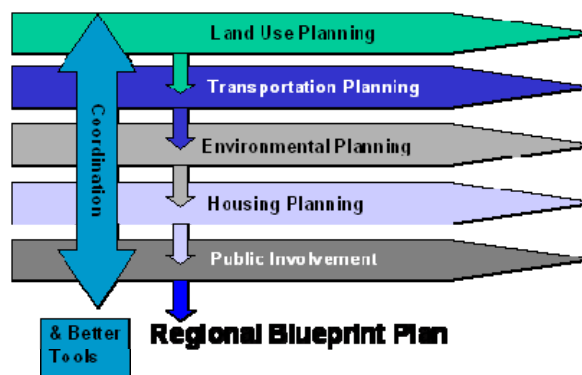 Land Use Planning
Transportation Planning
Environmental Planning
Housing Planning
Public Involvement
Coordination
& Better
Tools
Regional Blueprint Plan